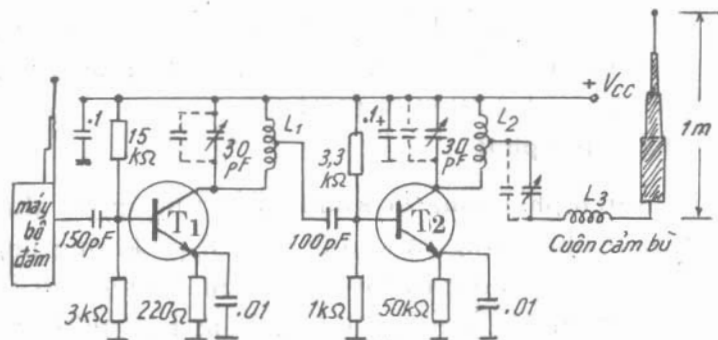 + Vcc
1m
.1
15
kΩ
30
pF
L₁
3,3
kΩ
.1+
30
pF
L₂
máy
bộ
đàm
150pF
T1
100pF
T2
L₃
Cuộn cảm bù
3kΩ
220Ω
.01
1kΩ
50kΩ
.01